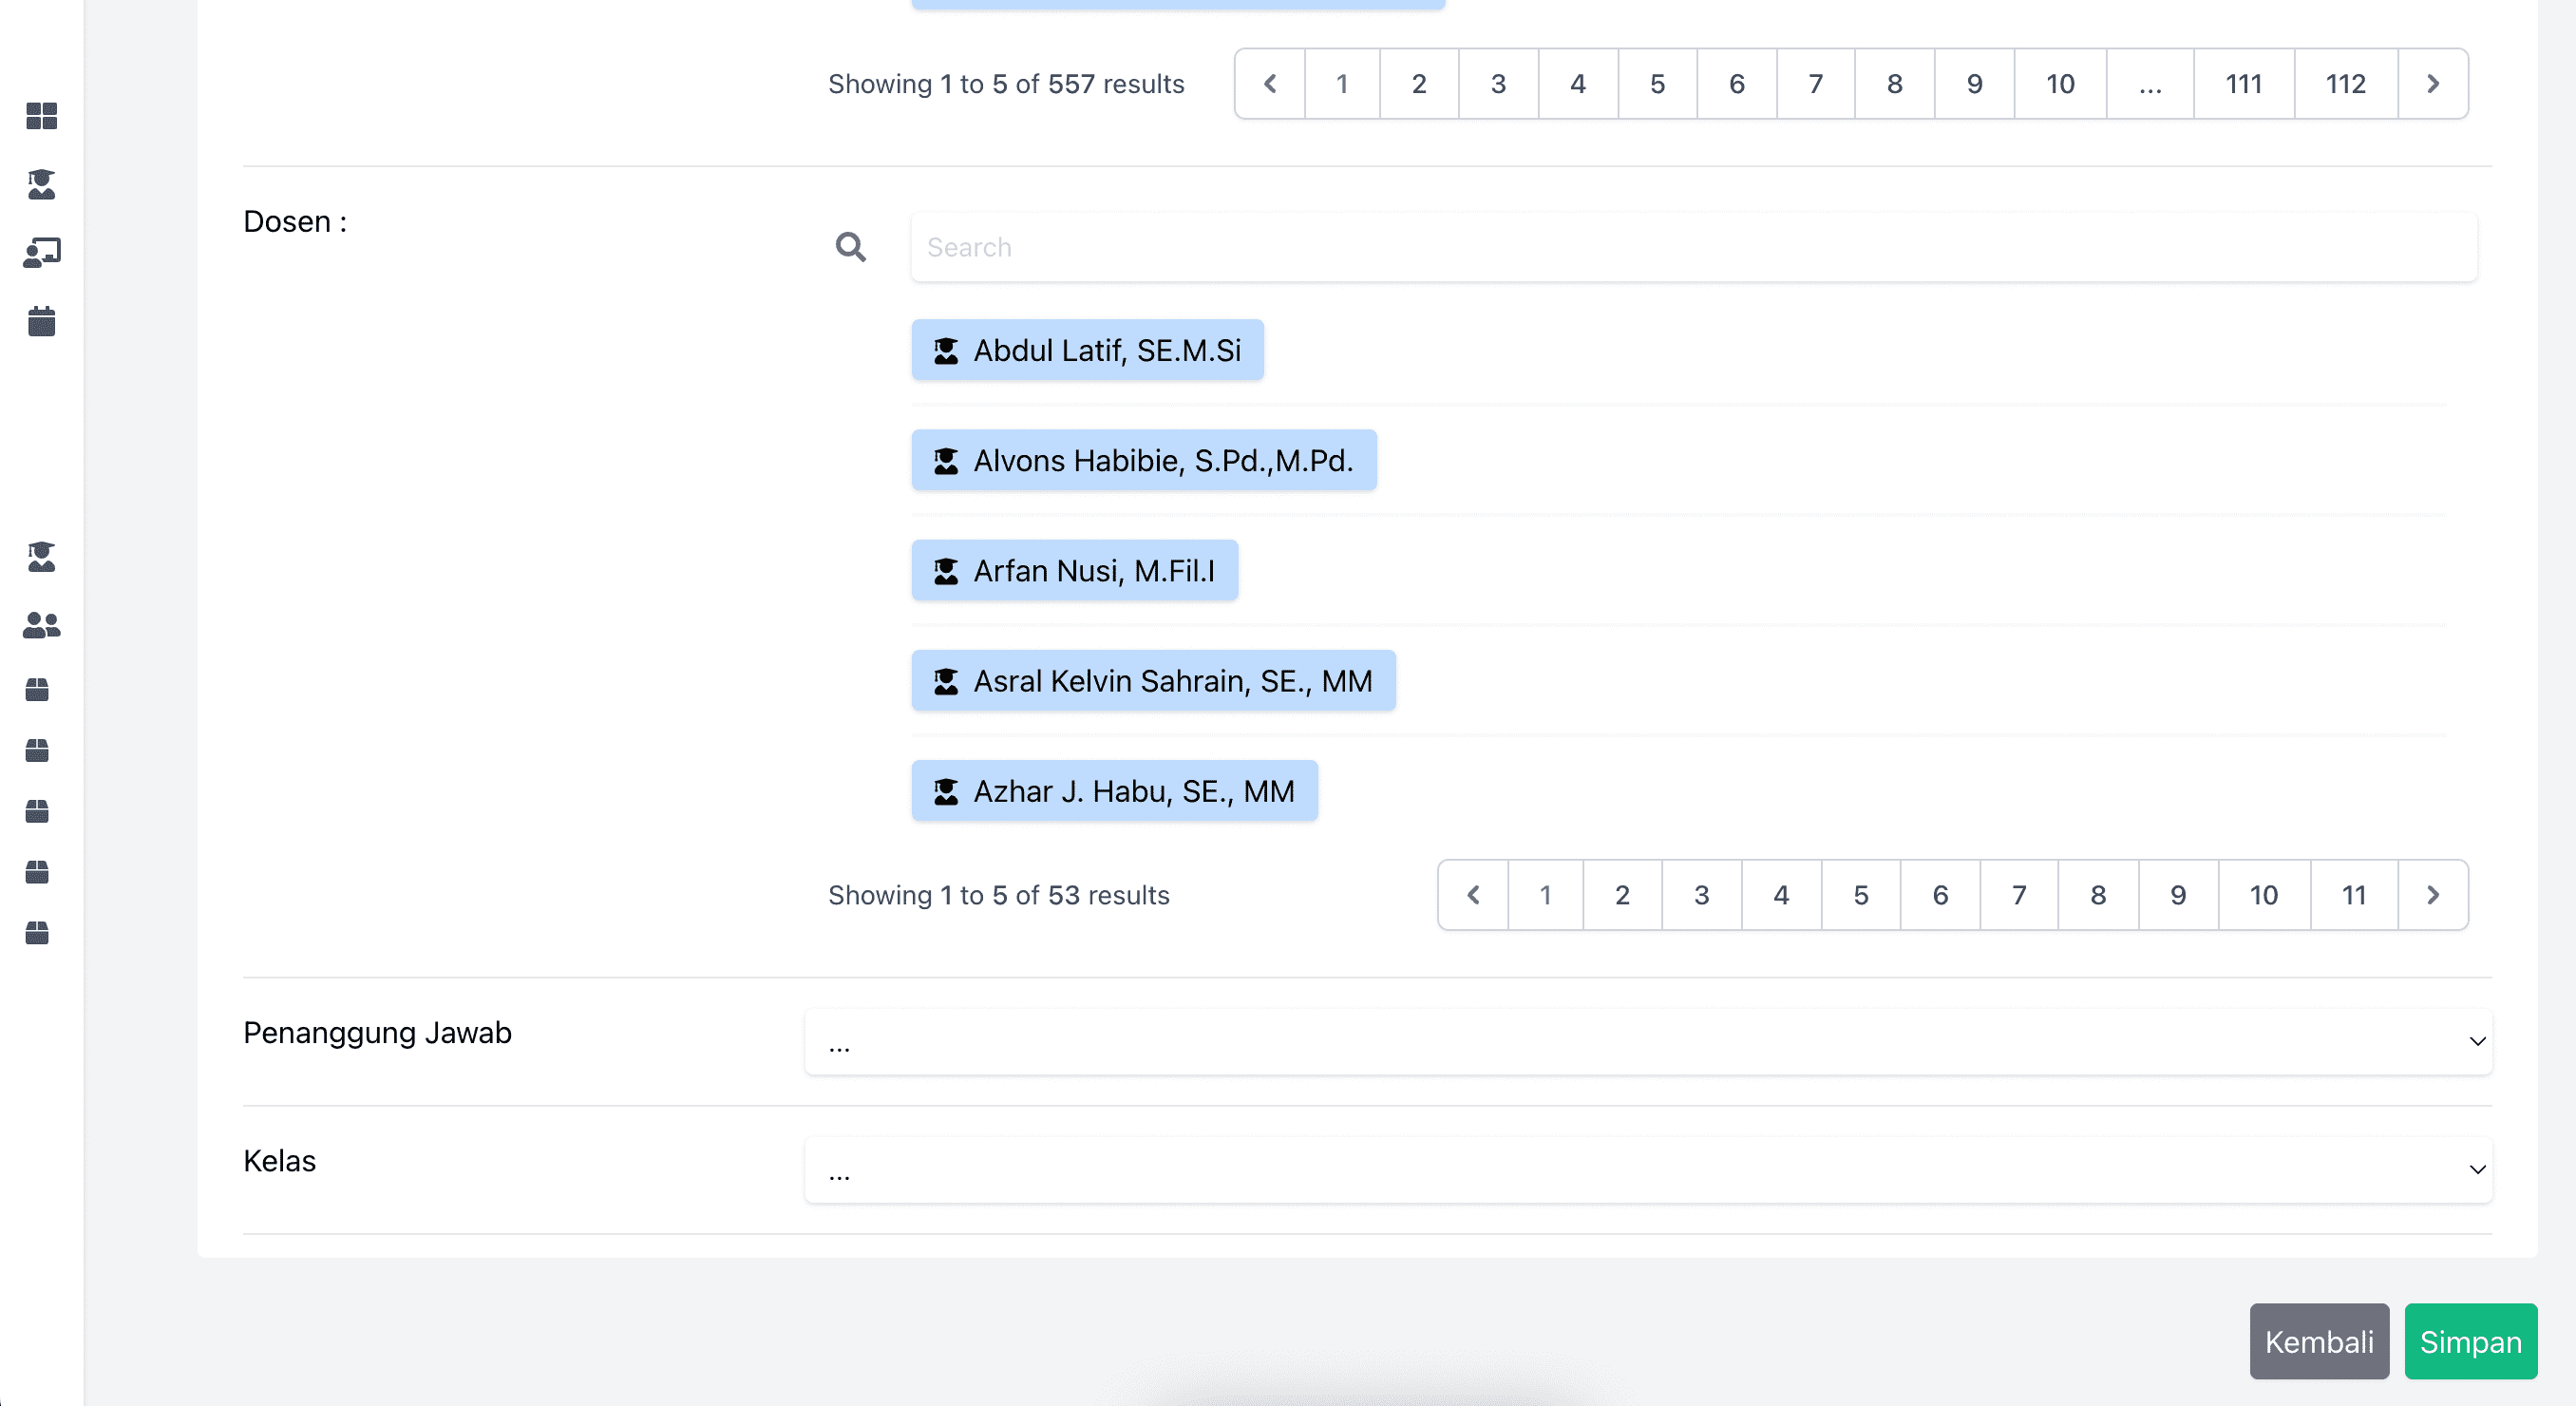 Showing 1 to 5 of 557 results
1 2 3 4 5 6 7 8 9 10 ... 111 112
Dosen :
Search
Abdul Latif, SE.M.Si
Alvons Habibie, S.Pd.,M.Pd.
Arfan Nusi, M.Fil.I
Asral Kelvin Sahrain, SE., MM
Azhar J. Habu, SE., MM
Showing 1 to 5 of 53 results
1 2 3 4 5 6 7 8 9 10 11
Penanggung Jawab
...
Kelas
...
Kembali
Simpan